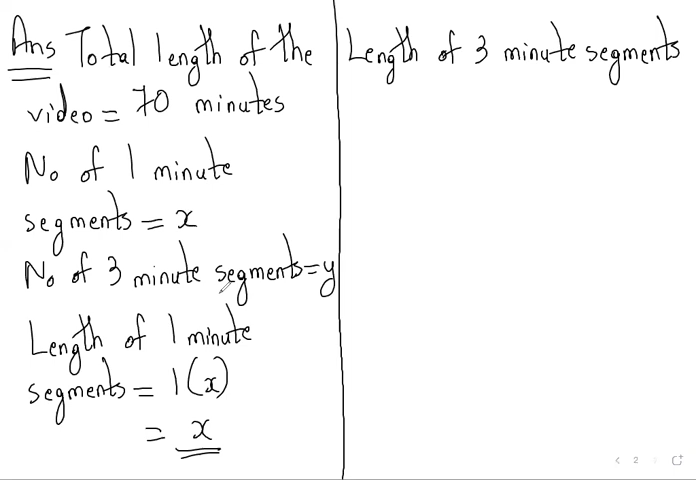 Ans Total length of the
video = 70 minutes
No of 1 minute
segments = x
No of 3 minute segments = y
Length of 1 minute
segments = 1(x)
= x
Length of 3 minute segments
2